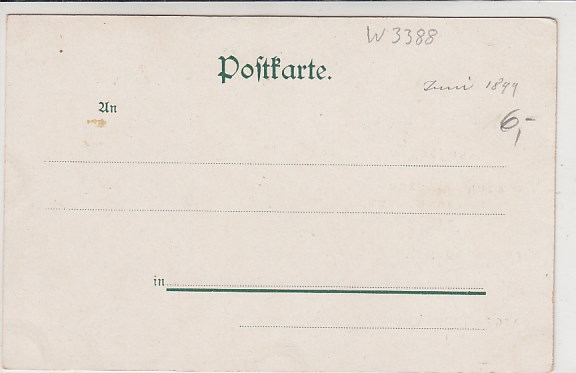 W 3388
Poſtkarte.
Juni 1899
An
6,-
in